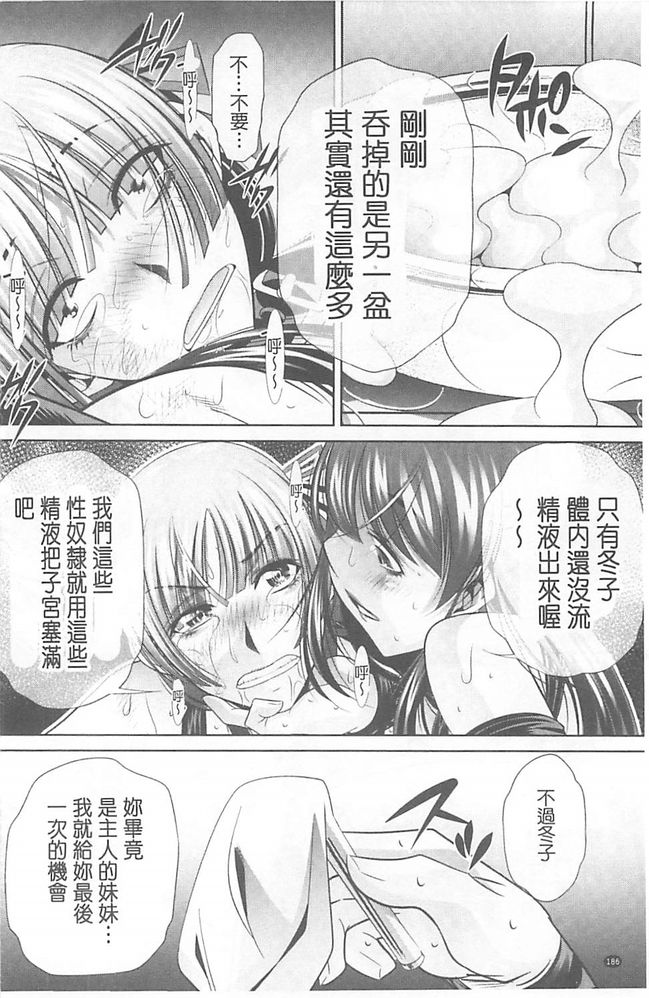 剛剛
吞掉的是另一盆
其實還有這麼多
不…不要…
呼～～
呼～～
呼～～
只有冬子
體內還沒流
精液出來喔
～～
我們這些
性奴隸就用這些
精液把子宮塞滿
吧
呼～
呼～
呼～
不過冬子
妳畢竟
是主人的妹妹…
我就給妳最後
一次的機會
186